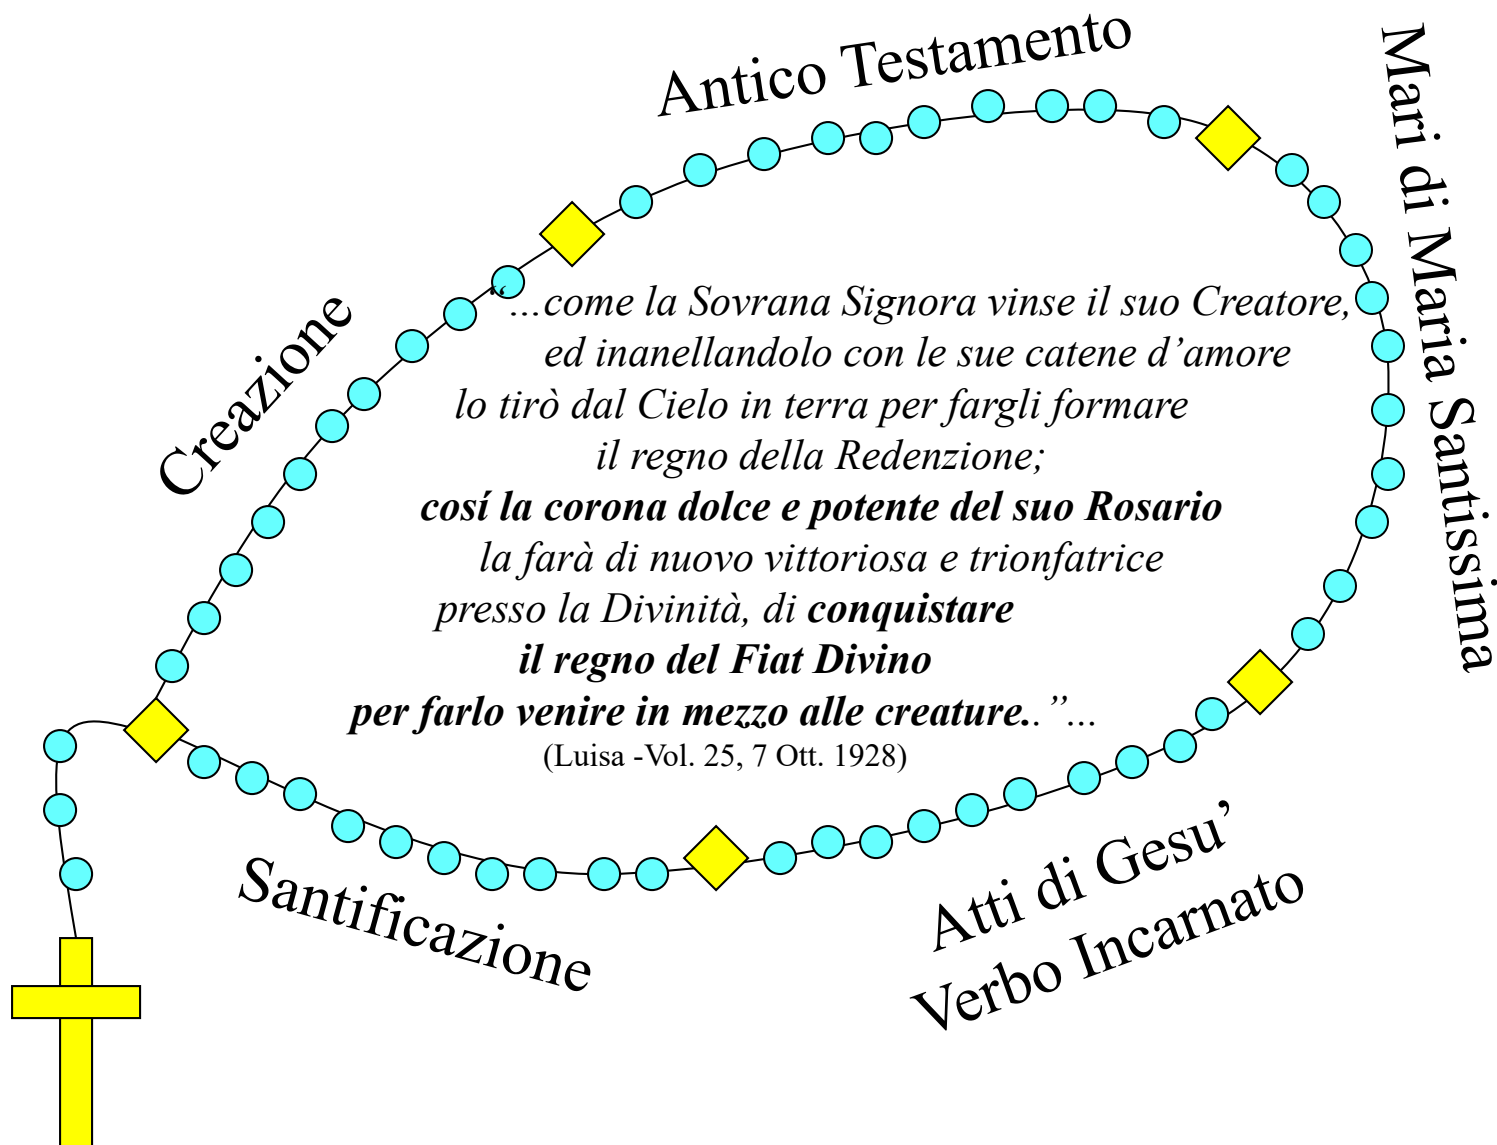 Antico Testamento
Mari di Maria Santissima
Creazione
“...come la Sovrana Signora vinse il suo Creatore,
ed inanellandolo con le sue catene d’amore
lo tirò dal Cielo in terra per fargli formare
il regno della Redenzione;
cosí la corona dolce e potente del suo Rosario
la farà di nuovo vittoriosa e trionfatrice
presso la Divinità, di conquistare
il regno del Fiat Divino
per farlo venire in mezzo alle creature..”...
(Luisa -Vol. 25, 7 Ott. 1928)
Atti di Gesu’
Verbo Incarnato
Santificazione